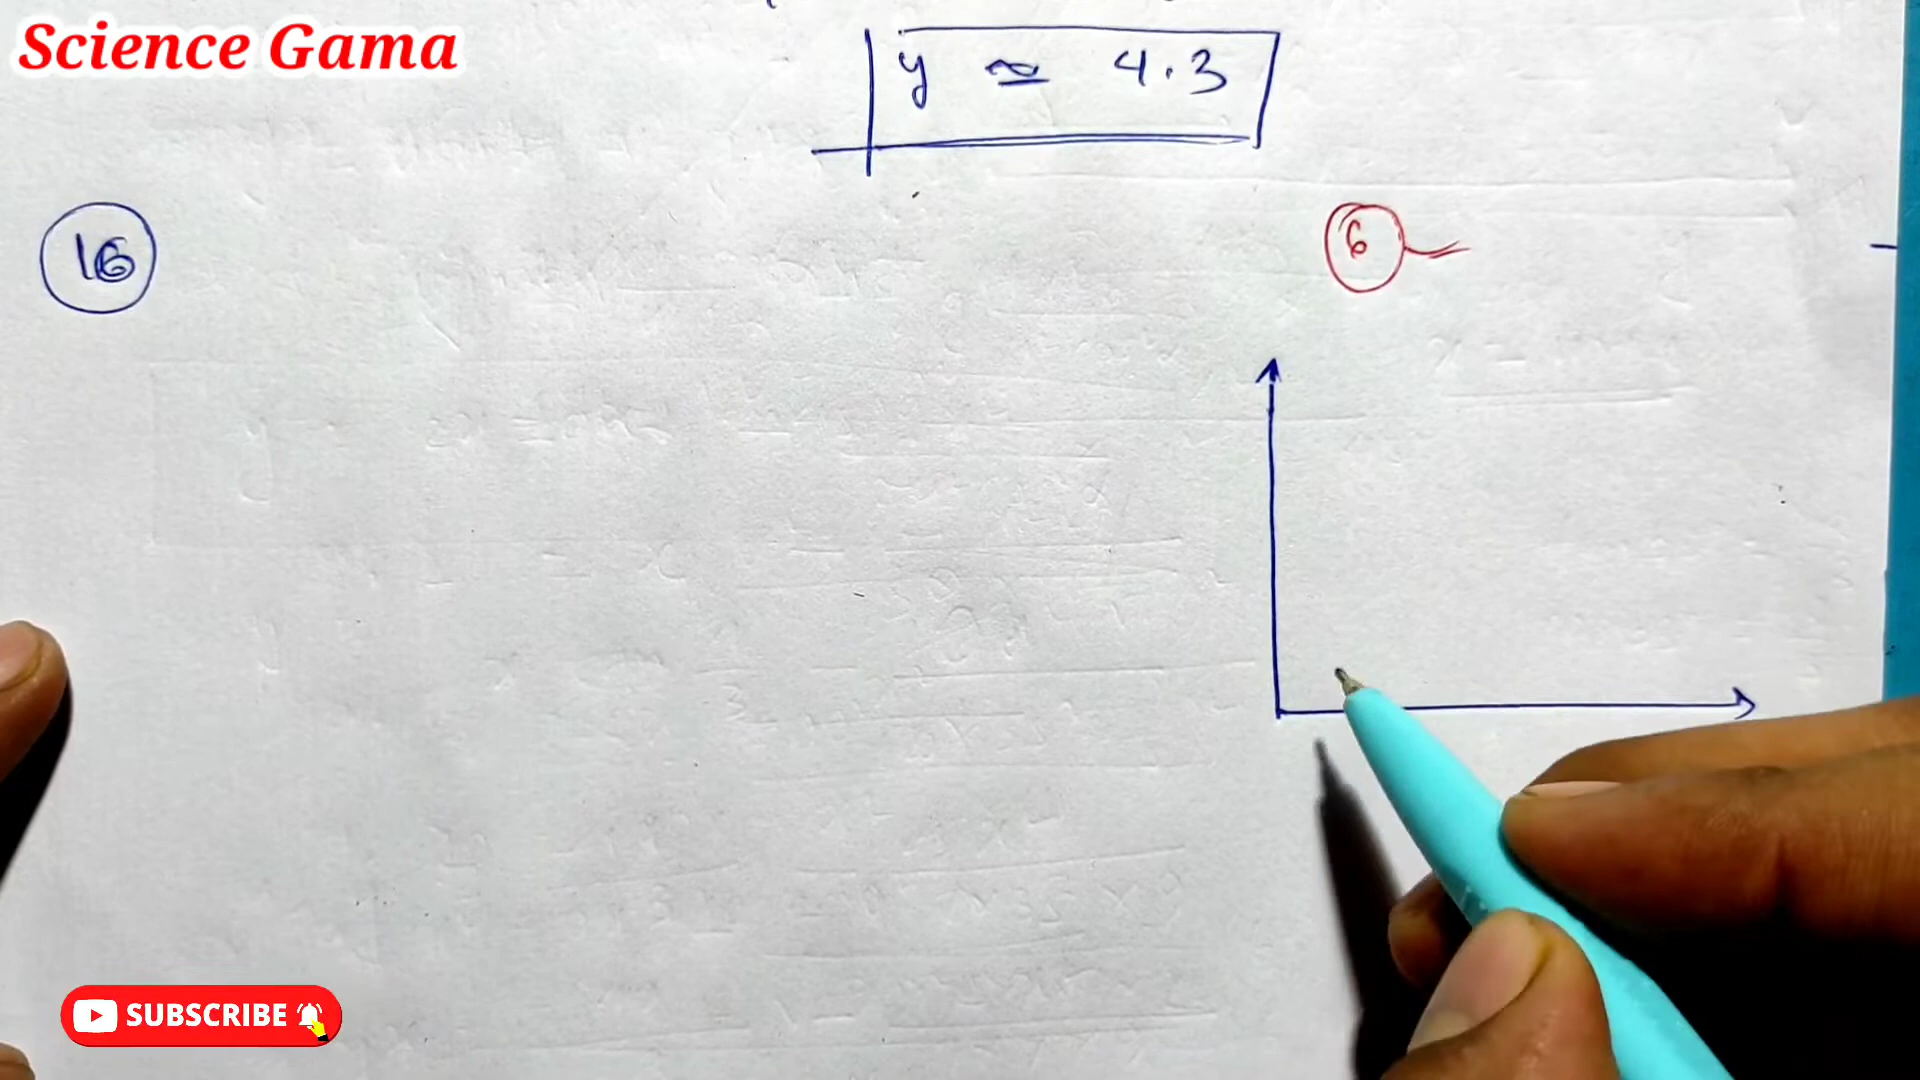 Science Gama
y ≈ 4.3
16
6
SUBSCRIBE